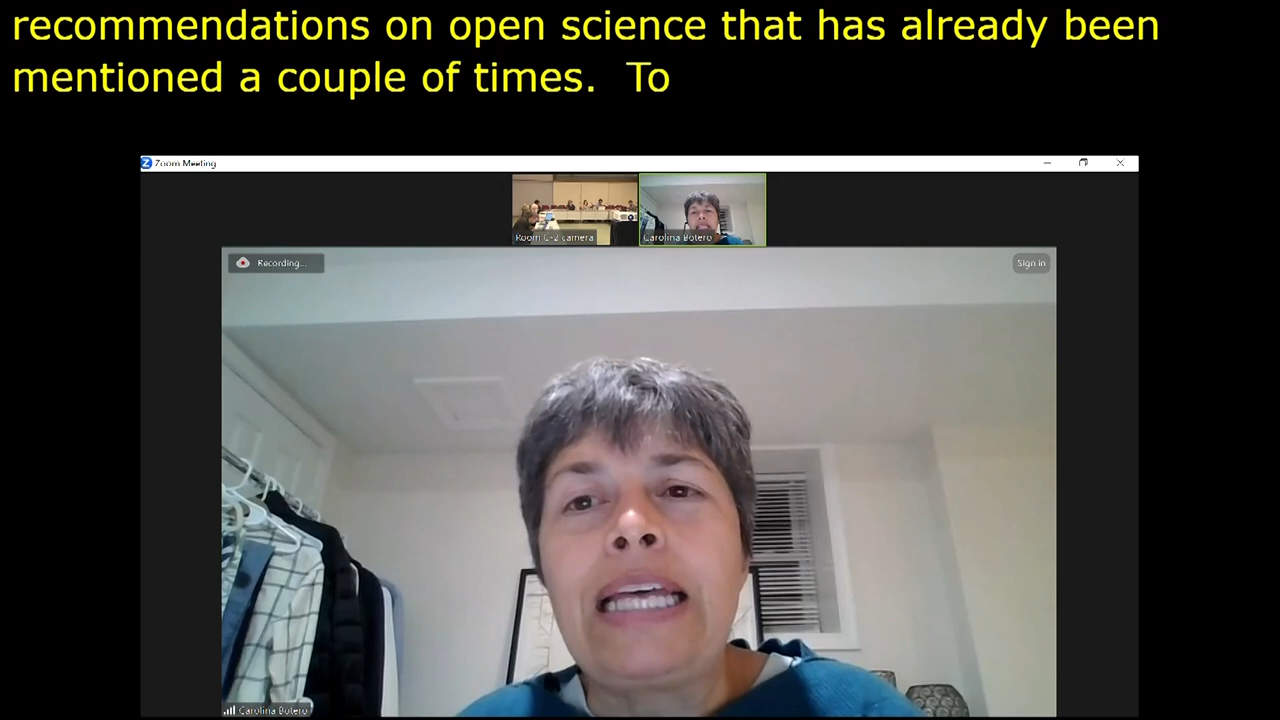 recommendations on open science that has already been
mentioned a couple of times.  To
Zoom Meeting
Room C-2 camera
Carolina Botero
Recording...
Sign in
Carolina Botero